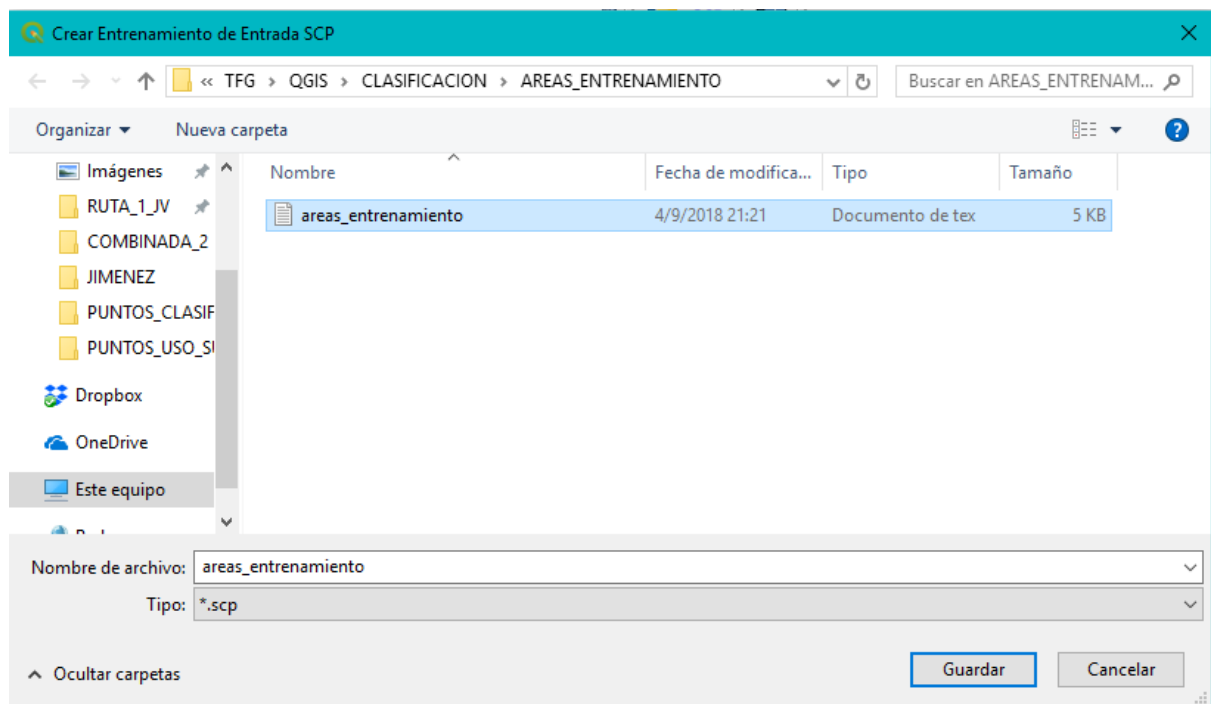 Crear Entrenamiento de Entrada SCP
« TFG > QGIS > CLASIFICACION > AREAS_ENTRENAMIENTO
Buscar en AREAS_ENTRENAM...
Organizar
Nueva carpeta
Imágenes
RUTA_1_JV
COMBINADA_2
JIMENEZ
PUNTOS_CLASIF
PUNTOS_USO_SU
Dropbox
OneDrive
Este equipo
Nombre Fecha de modifica... Tipo Tamaño
areas_entrenamiento 4/9/2018 21:21 Documento de tex 5 KB
Nombre de archivo: areas_entrenamiento
Tipo: *.scp
Ocultar carpetas
Guardar
Cancelar